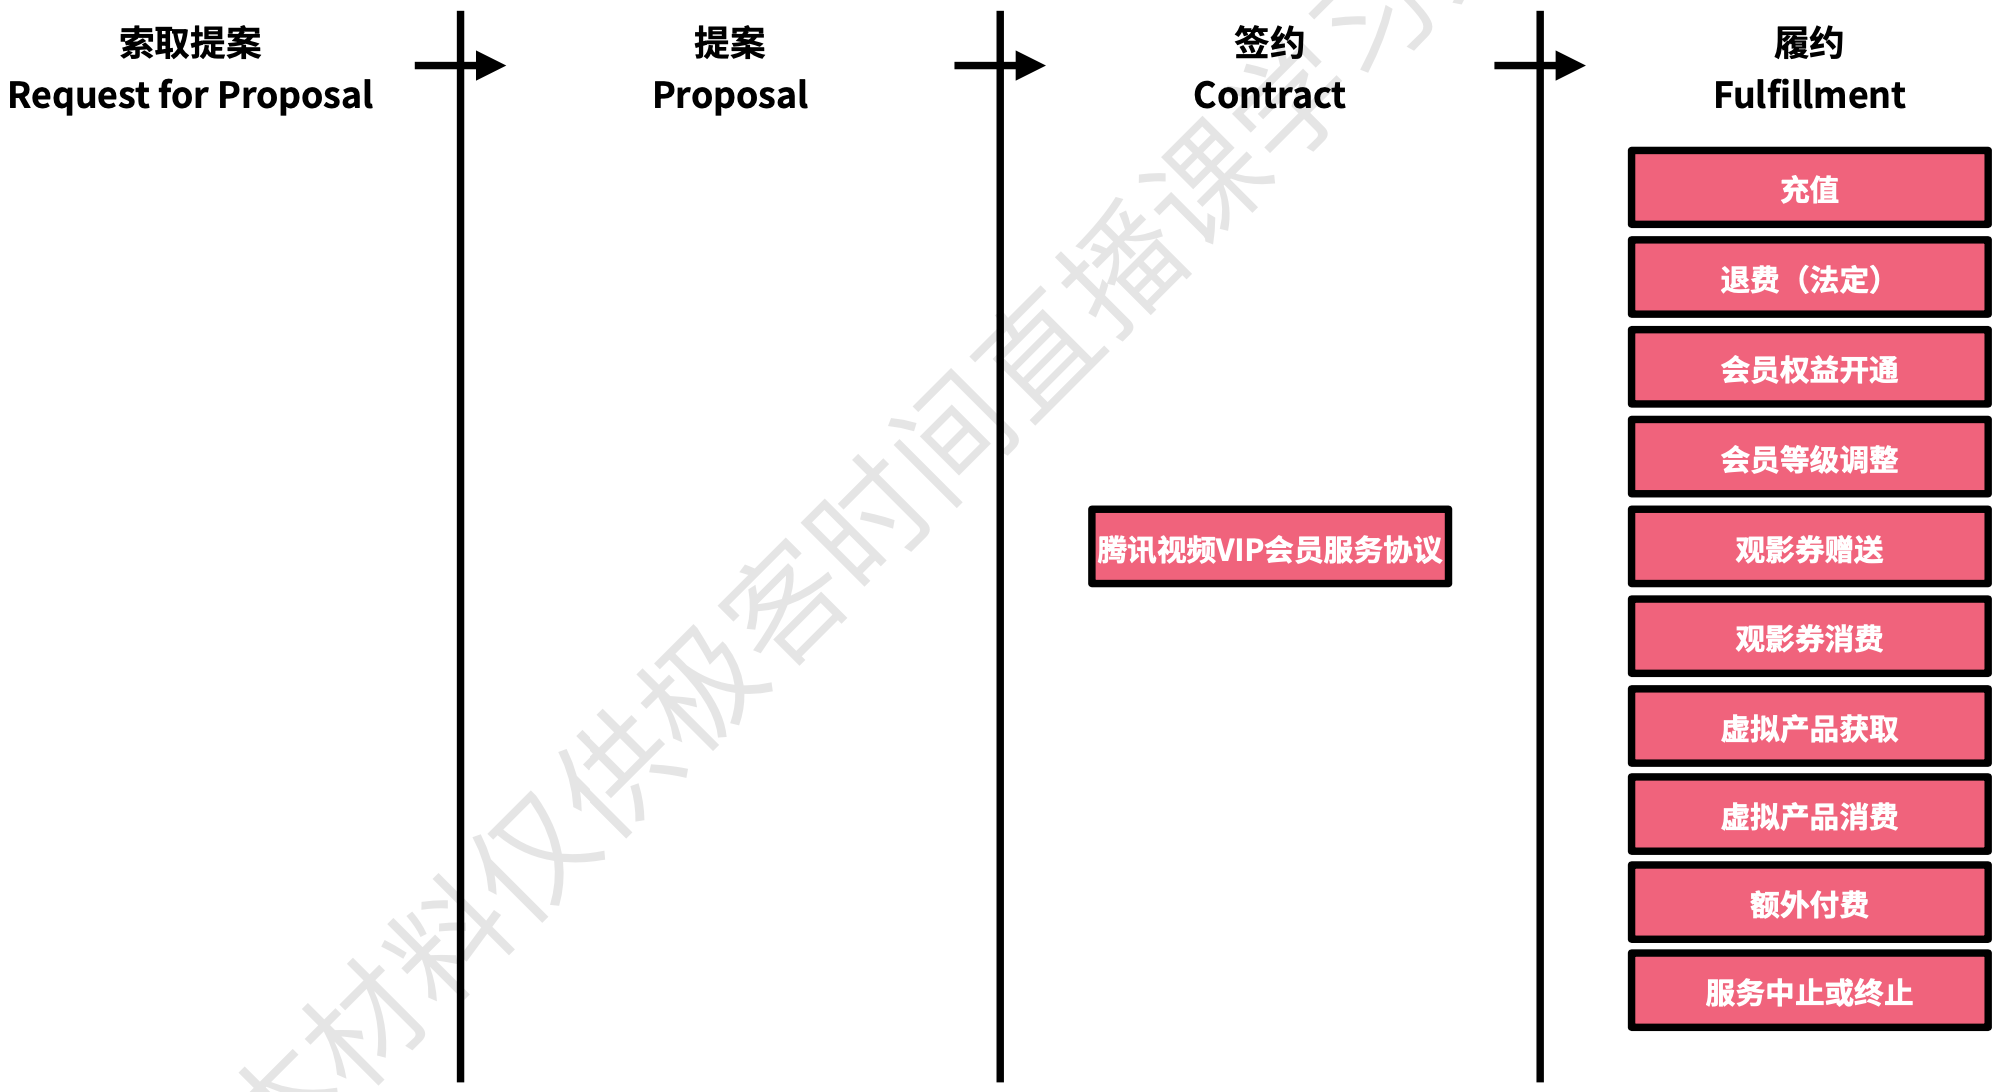 索取提案
Request for Proposal
提案
Proposal
签约
Contract
履约
Fulfillment
腾讯视频VIP会员服务协议
充值
退费（法定）
会员权益开通
会员等级调整
观影券赠送
观影券消费
虚拟产品获取
虚拟产品消费
额外付费
服务中止或终止
本材料仅供极客时间直播课学习